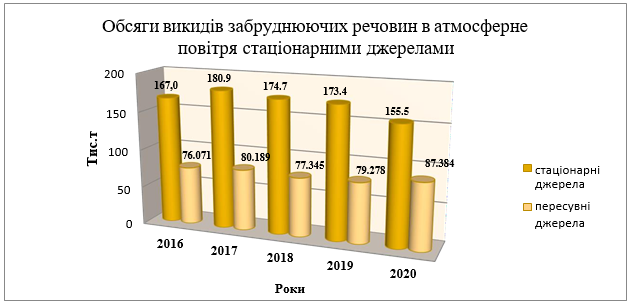 Обсяги викидів забруднюючих речовин в атмосферне
повітря стаціонарними джерелами
200
150
100
50
0
Тис.т
167,0
180.9
174.7
173.4
155.5
76.071
80.189
77.345
79.278
87.384
2016
2017
2018
2019
2020
Роки
стаціонарні
джерела
пересувні
джерела